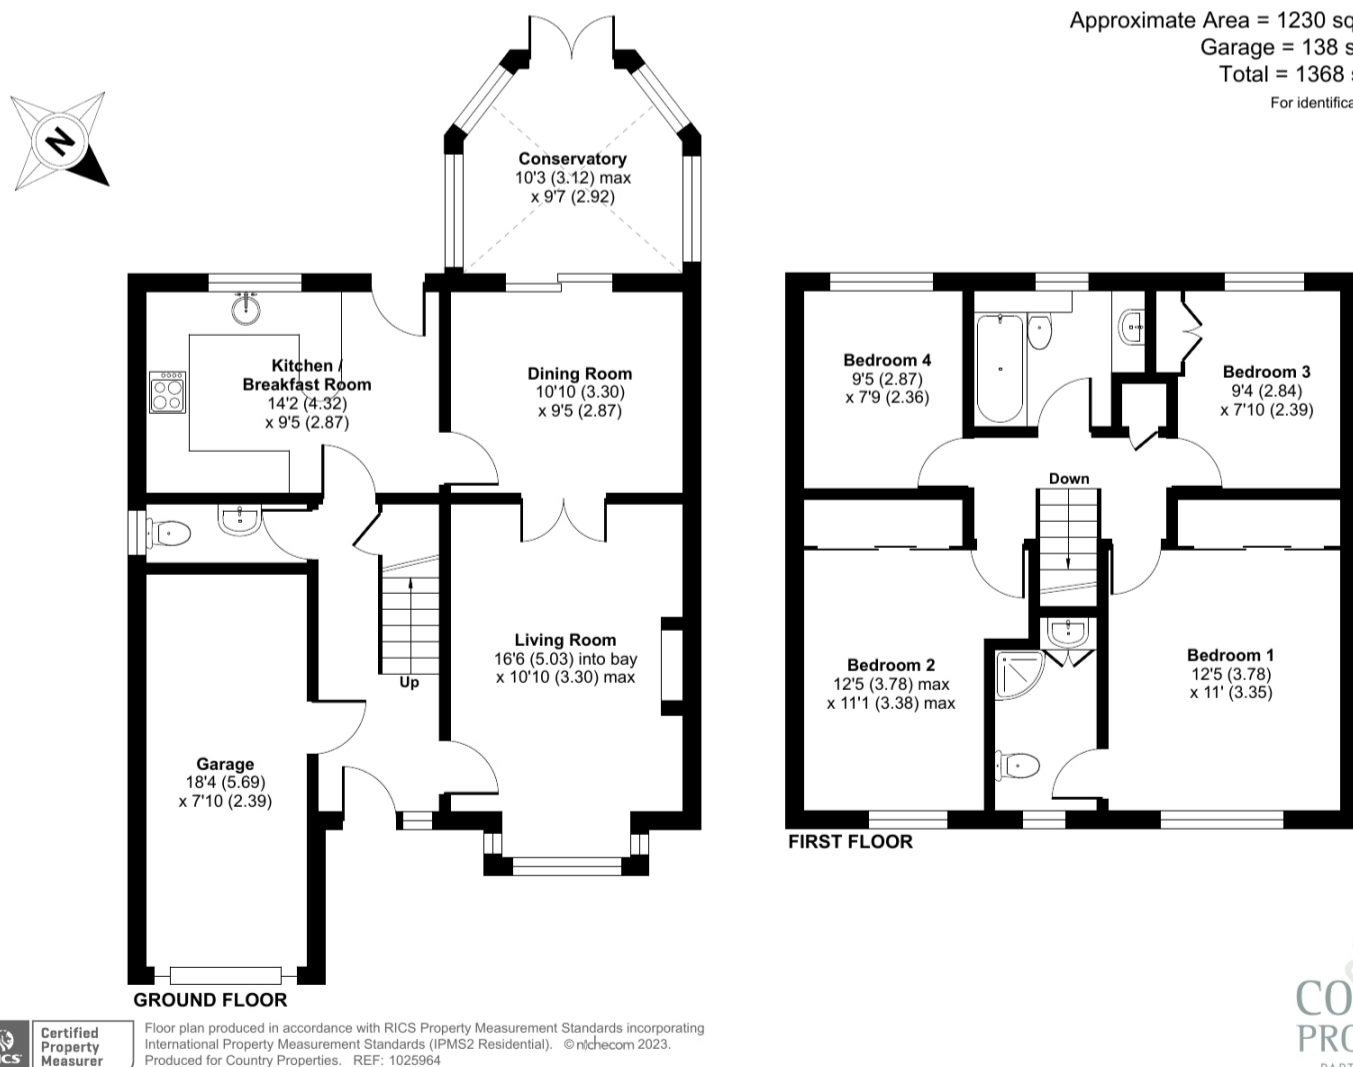 Approximate Area = 1230 sq
Garage = 138 s
Total = 1368 s
For identifica
N
Conservatory
10'3 (3.12) max
x 9'7 (2.92)
Kitchen /
Breakfast Room
14'2 (4.32)
x 9'5 (2.87)
Dining Room
10'10 (3.30)
x 9'5 (2.87)
Living Room
16'6 (5.03) into bay
x 10'10 (3.30) max
Up
Garage
18'4 (5.69)
x 7'10 (2.39)
GROUND FLOOR
Bedroom 4
9'5 (2.87)
x 7'9 (2.36)
Bedroom 3
9'4 (2.84)
x 7'10 (2.39)
Down
Bedroom 2
12'5 (3.78) max
x 11'1 (3.38) max
Bedroom 1
12'5 (3.78)
x 11' (3.35)
FIRST FLOOR
ICS
Certified
Property
Measurer
Floor plan produced in accordance with RICS Property Measurement Standards incorporating
International Property Measurement Standards (IPMS2 Residential). © nichecom 2023.
Produced for Country Properties. REF: 1025964
CO
PRO
PART